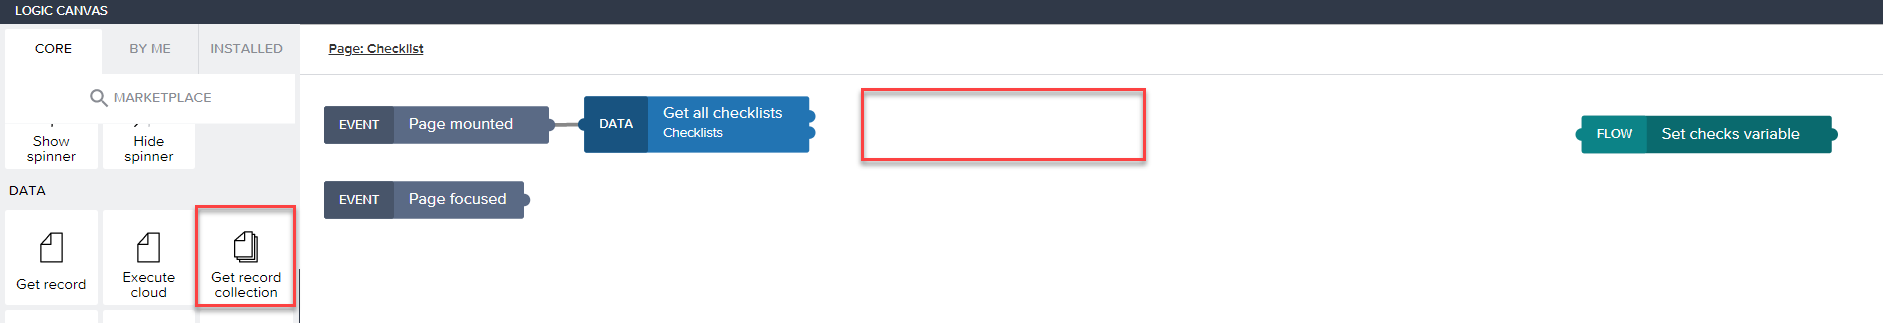 LOGIC CANVAS
CORE
BY ME
INSTALLED
MARKETPLACE
Show
spinner
Hide
spinner
DATA
Get record
Execute
cloud
Get record
collection
Page: Checklist
EVENT
Page mounted
DATA
Get all checklists
Checklists
FLOW
Set checks variable
EVENT
Page focused